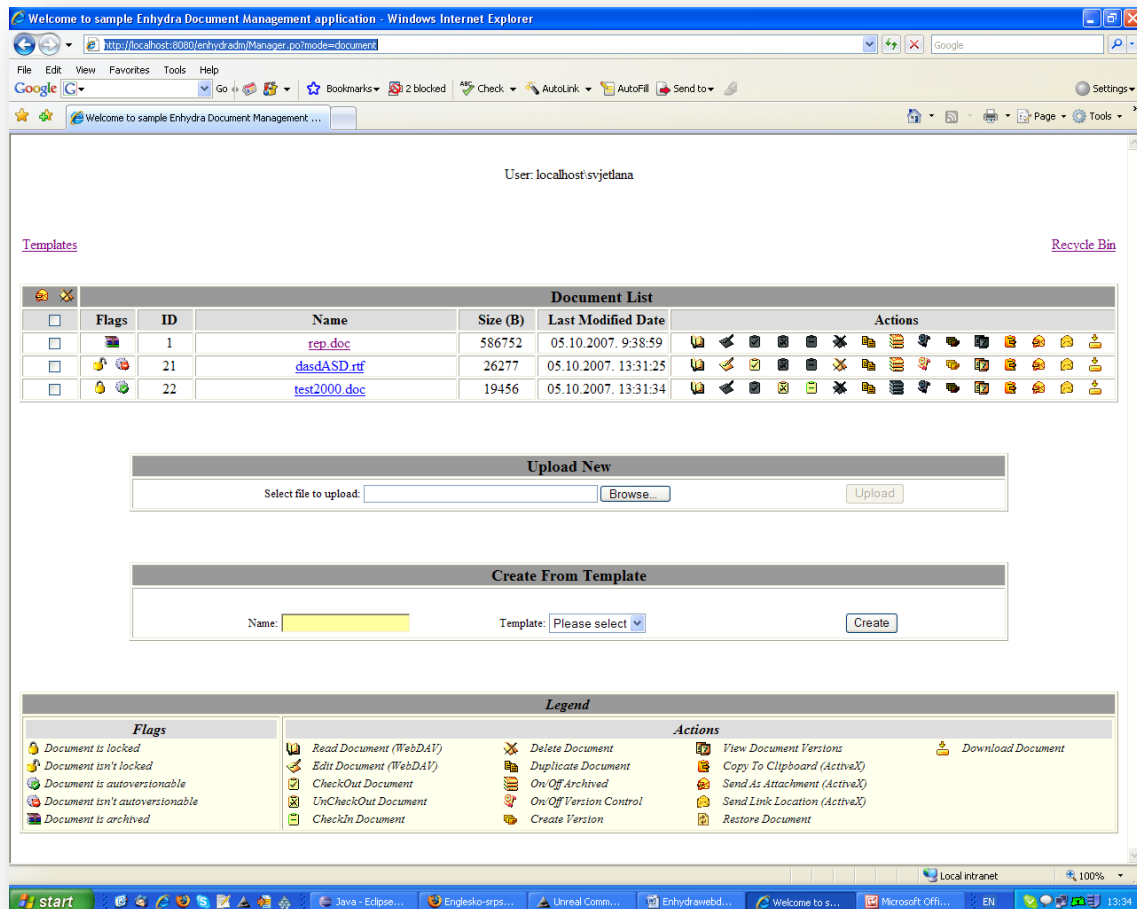 Welcome to sample Enhydra Document Management application - Windows Internet Explorer
http://localhost:8080/enhydradm/Manager.po?mode=document
Google
File Edit View Favorites Tools Help
Google G Go Bookmarks 2 blocked ABC Check AutoLink AutoFill Send to Settings
Welcome to sample Enhydra Document Management ... Page Tools
User: localhost\svjetlana
Templates Recycle Bin
Document List
Flags ID Name Size (B) Last Modified Date Actions
1 rep.doc 586752 05.10.2007. 9:38:59
21 dasdASD.rtf 26277 05.10.2007. 13:31:25
22 test2000.doc 19456 05.10.2007. 13:31:34
Upload New
Select file to upload: Browse... Upload
Create From Template
Name: Template: Please select Create
Legend
Flags Actions
Document is locked Read Document (WebDAV) Delete Document View Document Versions Download Document
Document isn't locked Edit Document (WebDAV) Duplicate Document Copy To Clipboard (ActiveX)
Document is autoversionable CheckOut Document On/Off Archived Send As Attachment (ActiveX)
Document isn't autoversionable UnCheckOut Document On/Off Version Control Send Link Location (ActiveX)
Document is archived CheckIn Document Create Version Restore Document
Local intranet 100%
start Java - Eclipse... Englesko-srps... Unreal Comm... Enhydrawebd... Welcome to s... Microsoft Offi... EN 13:34